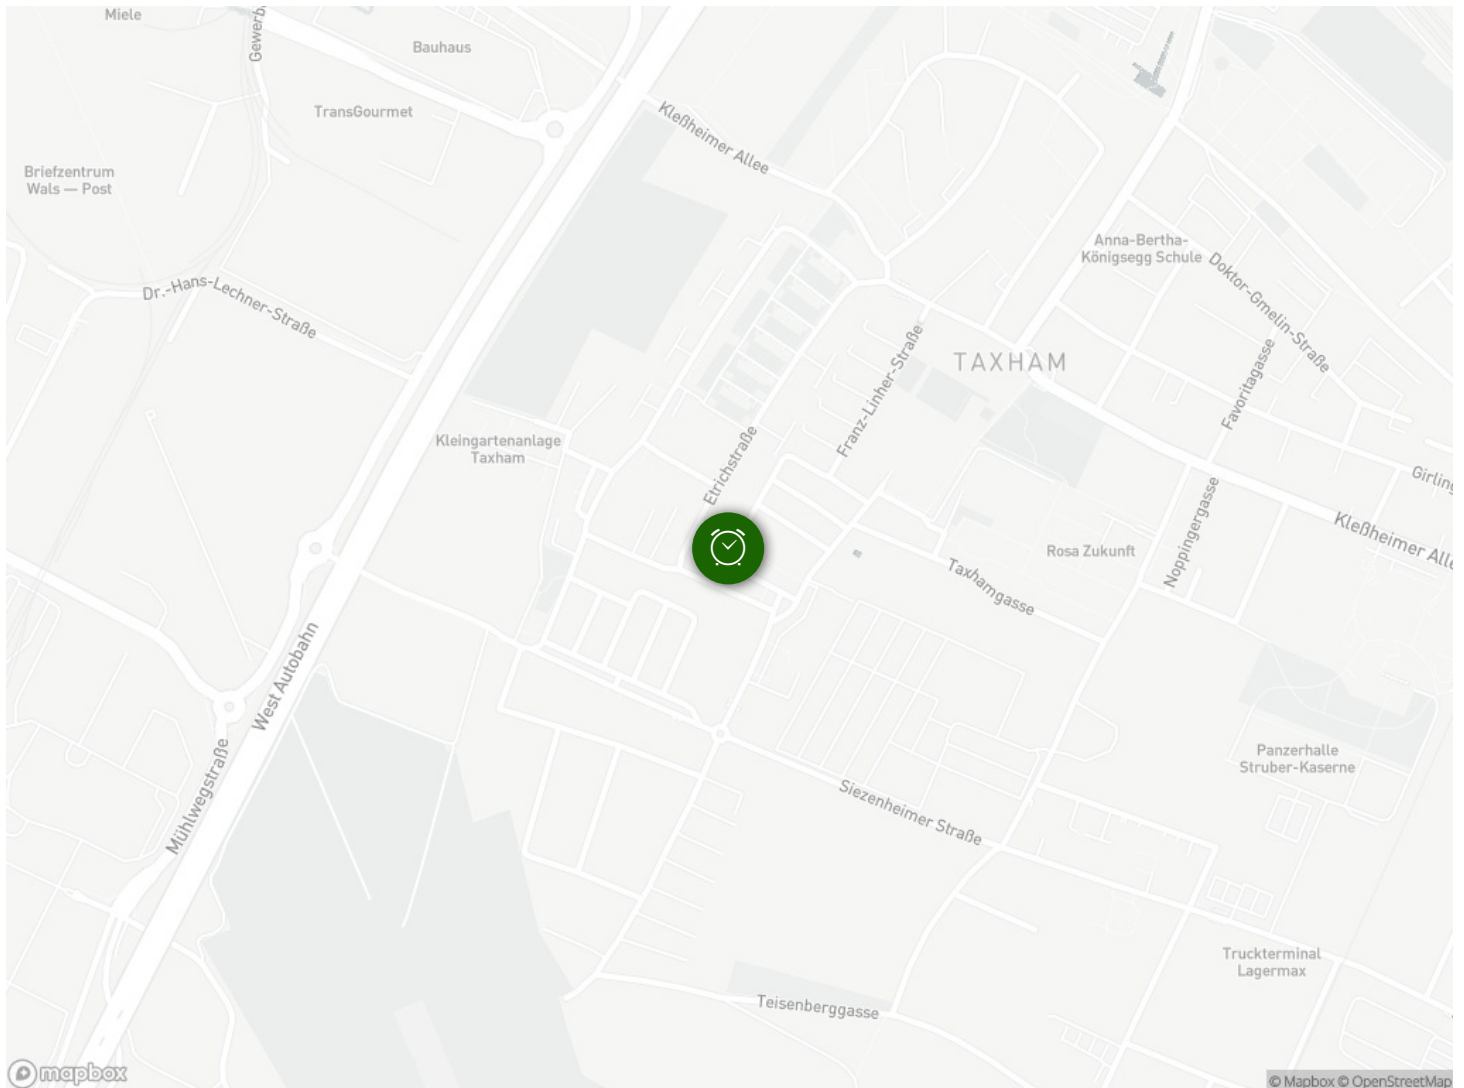 Miele
Gewerb
Bauhaus
TransGourmet
Kleßheimer Allee
Briefzentrum
Wals — Post
Anna-Bertha-
Königsegg Schule
Doktor-Gmelin-Straße
Dr.-Hans-Lechner-Straße
TAXHAM
Franz-Linher-Straße
Favoritagasse
Kleingartenanlage
Taxham
Etrichstraße
Girling
Noppingergasse
Kleßheimer Alle
Rosa Zukunft
Taxhamgasse
West Autobahn
Mühlwegstraße
Panzerhalle
Struber-Kaserne
Siezenheimer Straße
Trucktterminal
Lagermax
Teisenberggasse
mapbox
© Mapbox © OpenStreetMap